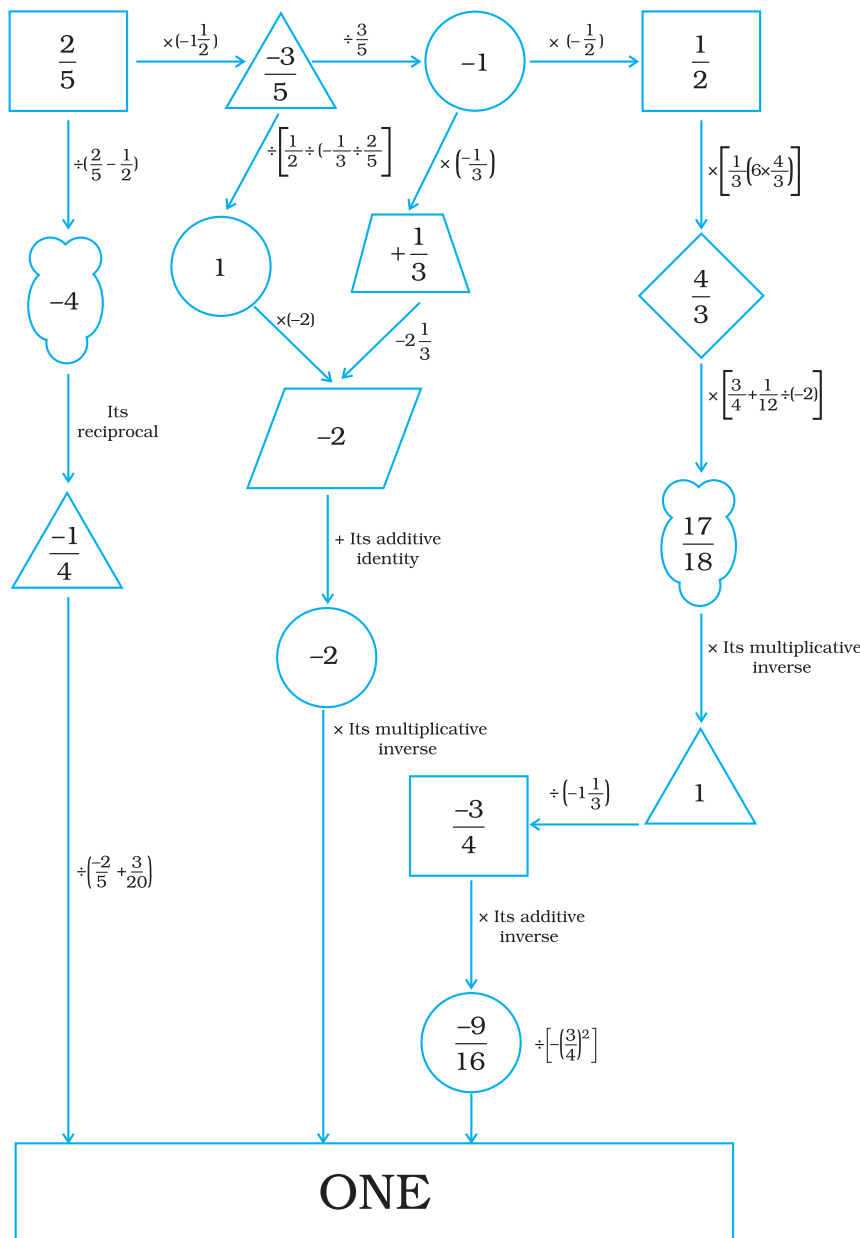 2/5 ×(–1 1/2) –3/5 ÷ 3/5 –1 × (–1/2) 1/2
÷(2/5 – 1/2) ÷[1/2 ÷ (–1/3 ÷ 2/5] × (–1/3) ×[1/3(6×4/3)]
–4 1 +1/3 4/3
×(–2) –2 1/3 × [3/4 + 1/12 ÷(–2)]
Its
reciprocal
–2
–1/4
+ Its additive
identity
17/18
–2
× Its multiplicative
inverse
× Its multiplicative
inverse
–3/4 ÷(–1 1/3) 1
÷(–2/5 + 3/20)
× Its additive
inverse
–9/16 ÷[–(3/4)²]
ONE